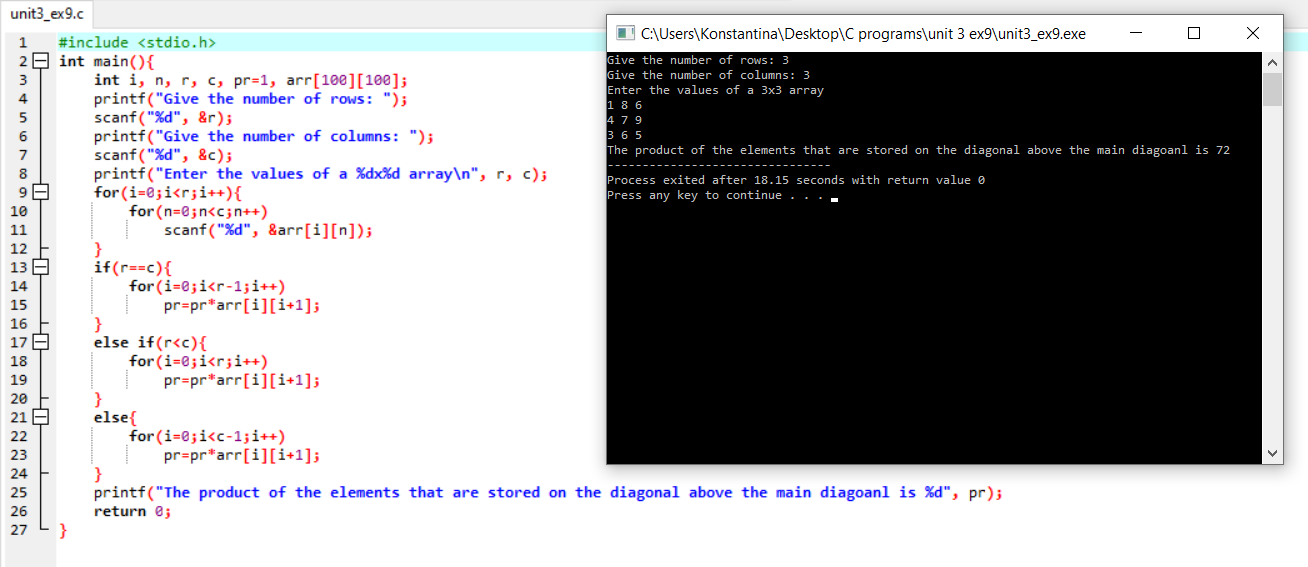 unit3_ex9.c
1 #include <stdio.h>
2 int main(){
3 int i, n, r, c, pr=1, arr[100][100];
4 printf("Give the number of rows: ");
5 scanf("%d", &r);
6 printf("Give the number of columns: ");
7 scanf("%d", &c);
8 printf("Enter the values of a %dx%d array\n", r, c);
9 for(i=0;i<r;i++){
10 for(n=0;n<c;n++)
11 scanf("%d", &arr[i][n]);
12 }
13 if(r==c){
14 for(i=0;i<r-1;i++)
15 pr=pr*arr[i][i+1];
16 }
17 else if(r<c){
18 for(i=0;i<r;i++)
19 pr=pr*arr[i][i+1];
20 }
21 else{
22 for(i=0;i<c-1;i++)
23 pr=pr*arr[i][i+1];
24 }
25 printf("The product of the elements that are stored on the diagonal above the main diagoanl is %d", pr);
26 return 0;
27 }
C:\Users\Konstantina\Desktop\C programs\unit 3 ex9\unit3_ex9.exe
Give the number of rows: 3
Give the number of columns: 3
Enter the values of a 3x3 array
1 8 6
4 7 9
3 6 5
The product of the elements that are stored on the diagonal above the main diagoanl is 72
--------------------------------
Process exited after 18.15 seconds with return value 0
Press any key to continue . . .